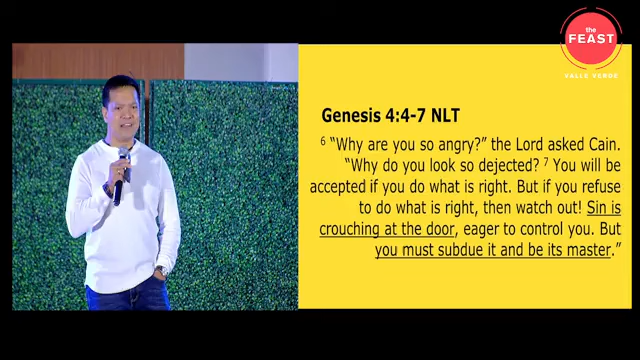 the
FEAST
VALLE VERDE
Genesis 4:4-7 NLT
6 “Why are you so angry?” the Lord asked Cain.
“Why do you look so dejected? 7 You will be
accepted if you do what is right. But if you refuse
to do what is right, then watch out! Sin is
crouching at the door, eager to control you. But
you must subdue it and be its master.”